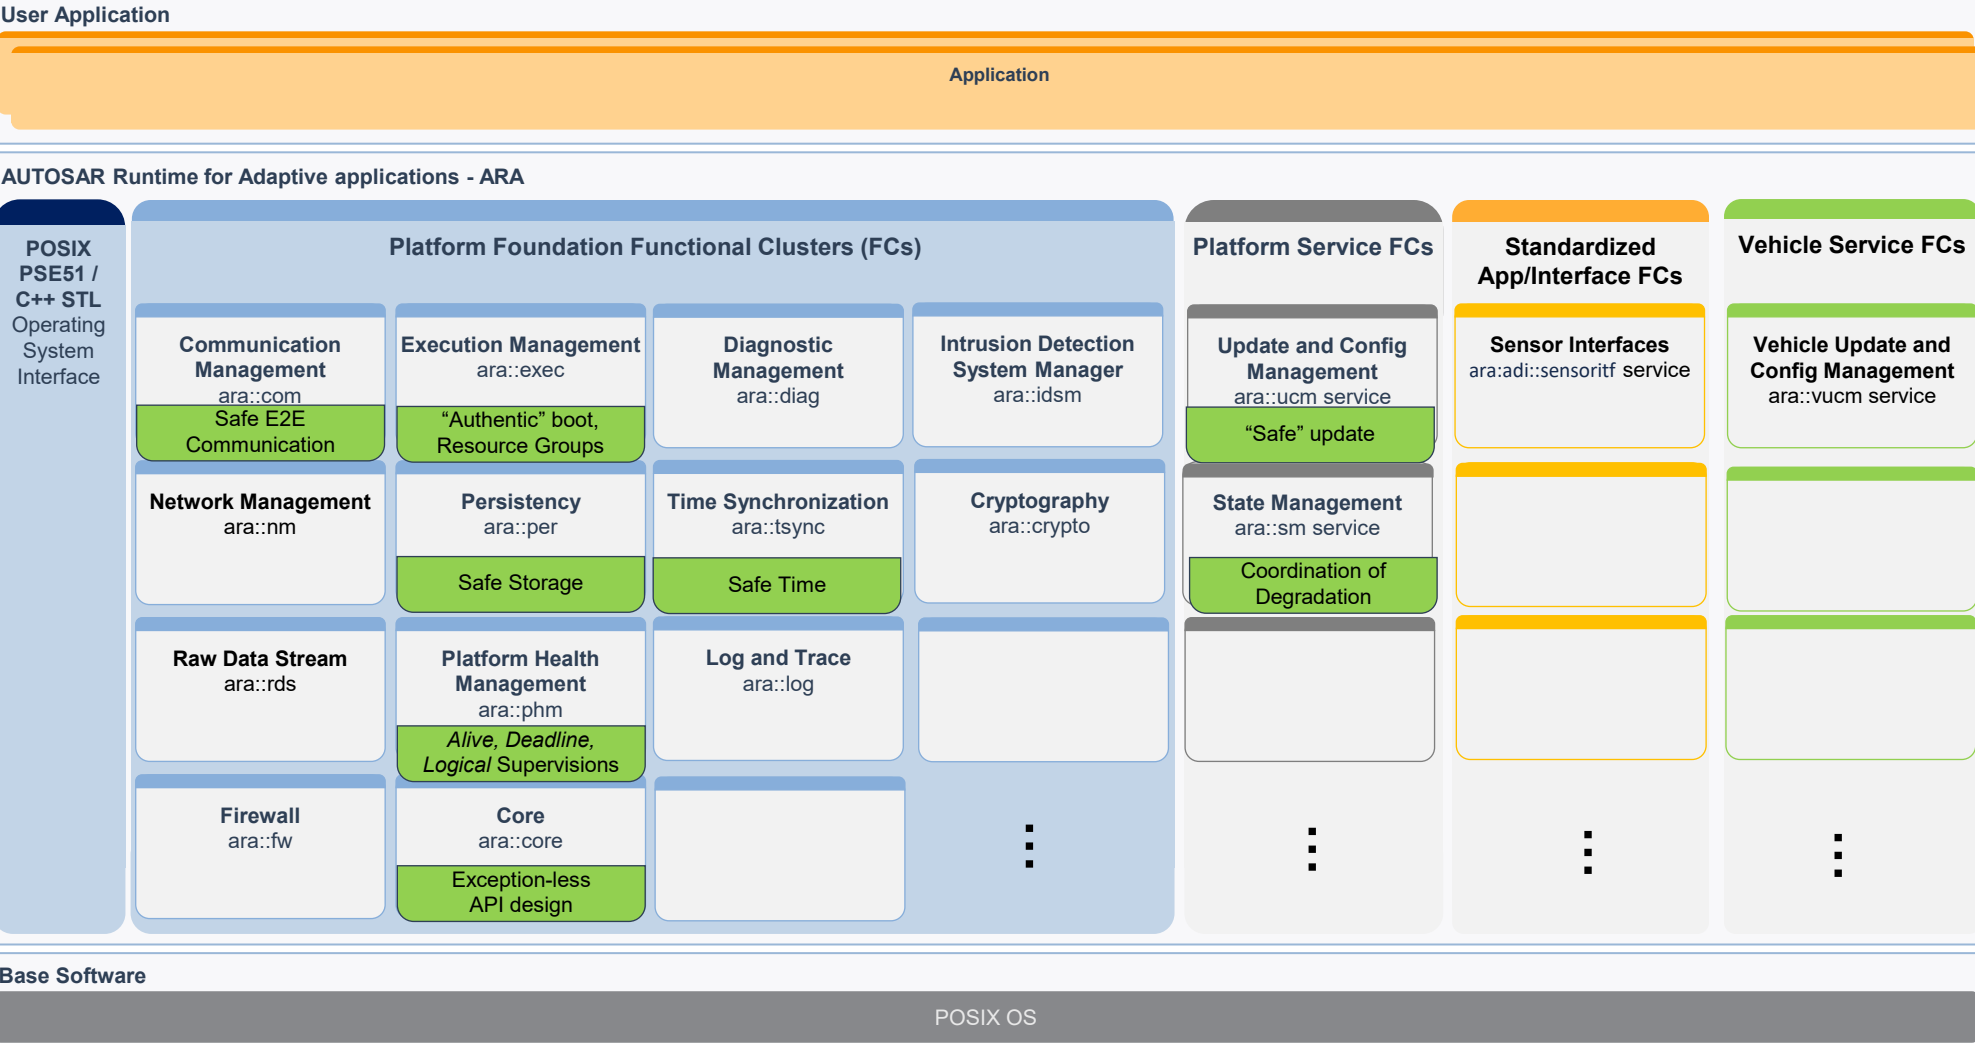 User Application
Application
AUTOSAR Runtime for Adaptive applications - ARA
POSIX
PSE51 /
C++ STL
Operating
System
Interface
Platform Foundation Functional Clusters (FCs)
Communication
Management
ara::com
Safe E2E
Communication
Execution Management
ara::exec
“Authentic” boot,
Resource Groups
Diagnostic
Management
ara::diag
Intrusion Detection
System Manager
ara::idsm
Network Management
ara::nm
Persistency
ara::per
Safe Storage
Time Synchronization
ara::tsync
Safe Time
Cryptography
ara::crypto
Raw Data Stream
ara::rds
Platform Health
Management
ara::phm
Alive, Deadline,
Logical Supervisions
Log and Trace
ara::log
Firewall
ara::fw
Core
ara::core
Exception-less
API design
Platform Service FCs
Update and Config
Management
ara::ucm service
“Safe” update
State Management
ara::sm service
Coordination of
Degradation
Standardized
App/Interface FCs
Sensor Interfaces
ara:adi::sensoritf service
Vehicle Service FCs
Vehicle Update and
Config Management
ara::vucm service
Base Software
POSIX OS